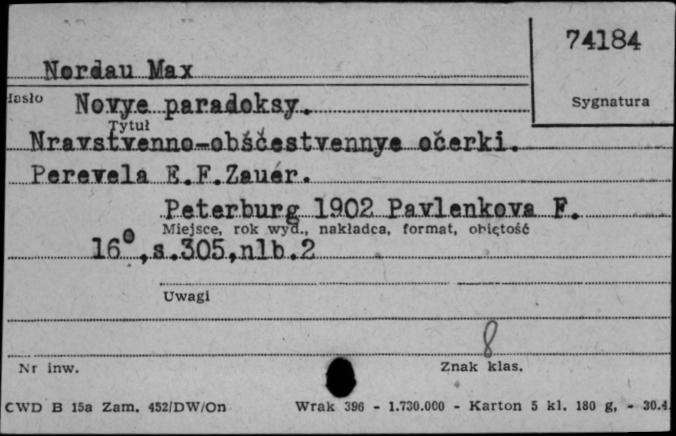 74184
Nordau Max
Hasło Novye paradoksy. Sygnatura
Tytuł
Nravstvenno-obščestvennye očerki.
Perevela E.F.Zauér.
Peterburg 1902 Pavlenkova F.
Miejsce, rok wyd., nakładca, format, objętość
16°,s.305,nlb.2
Uwagi
8
Nr inw. Znak klas.
CWD B 15a Zam. 452/DW/On Wrak 396 - 1.730.000 - Karton 5 kl. 180 g, - 30.4